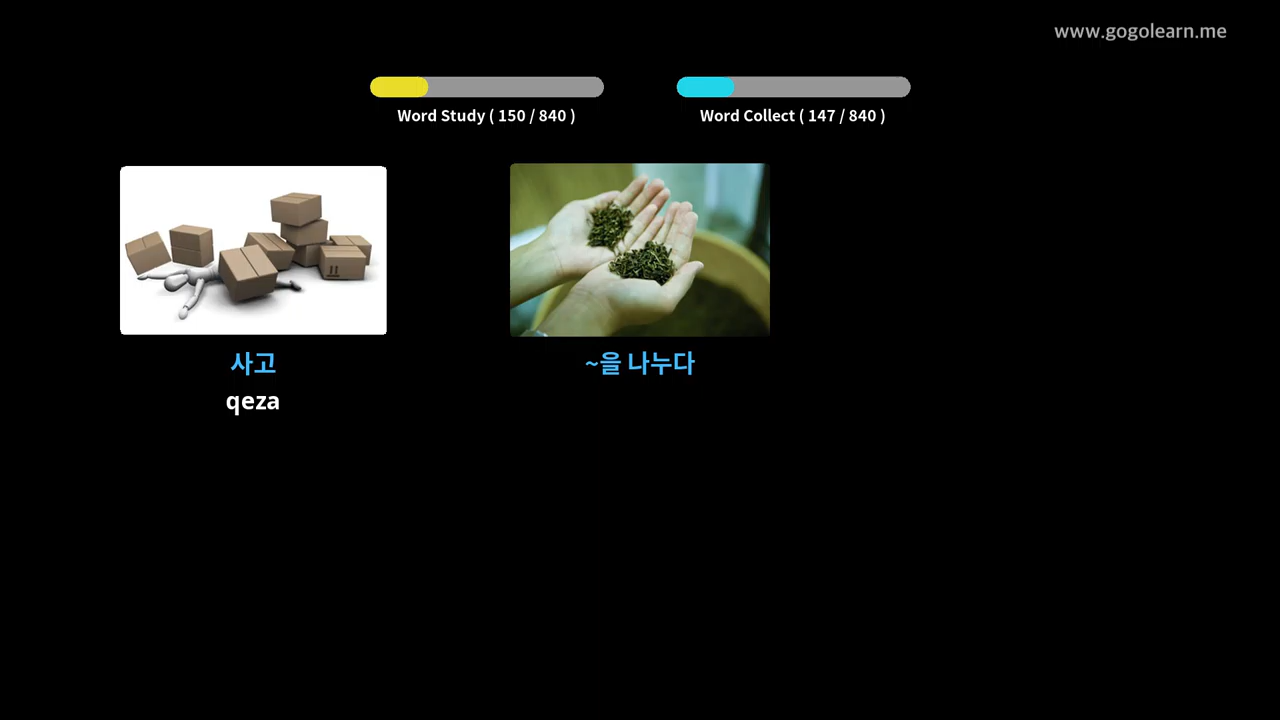 www.gogolearn.me
Word Study ( 150 / 840 )
Word Collect ( 147 / 840 )
사고
qeza
~을 나누다